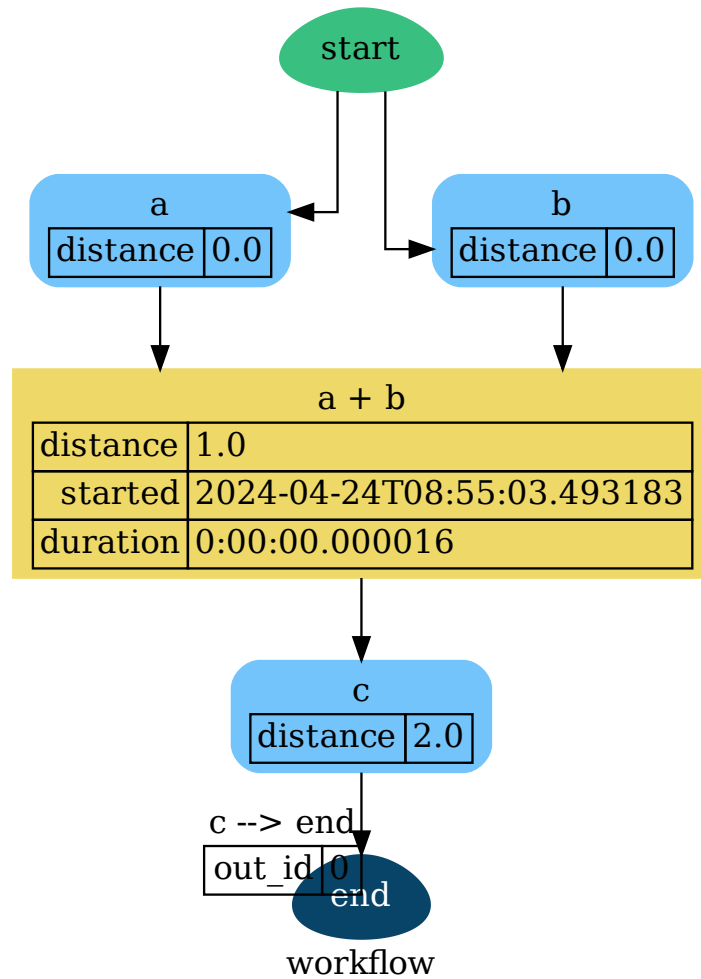 start
a
distance 0.0
b
distance 0.0
a + b
distance 1.0
started 2024-04-24T08:55:03.493183
duration 0:00:00.000016
c
distance 2.0
c --> end
out_id 0
end
workflow